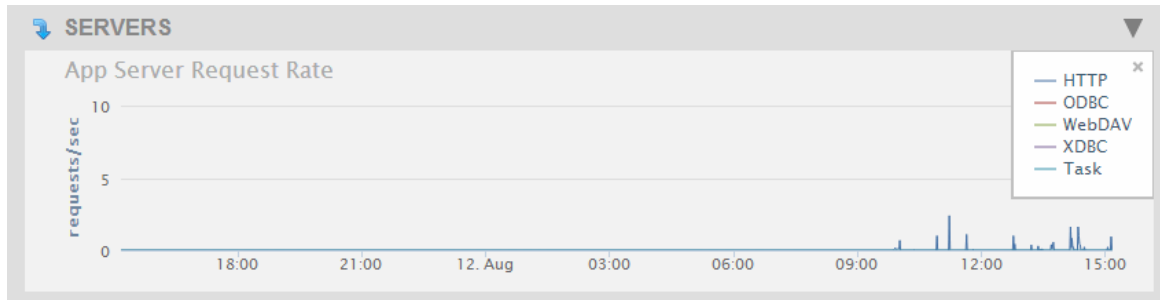 SERVERS
App Server Request Rate
×
HTTP
ODBC
WebDAV
XDBC
Task
requests/sec
10
5
0
18:00 21:00 12. Aug 03:00 06:00 09:00 12:00 15:00